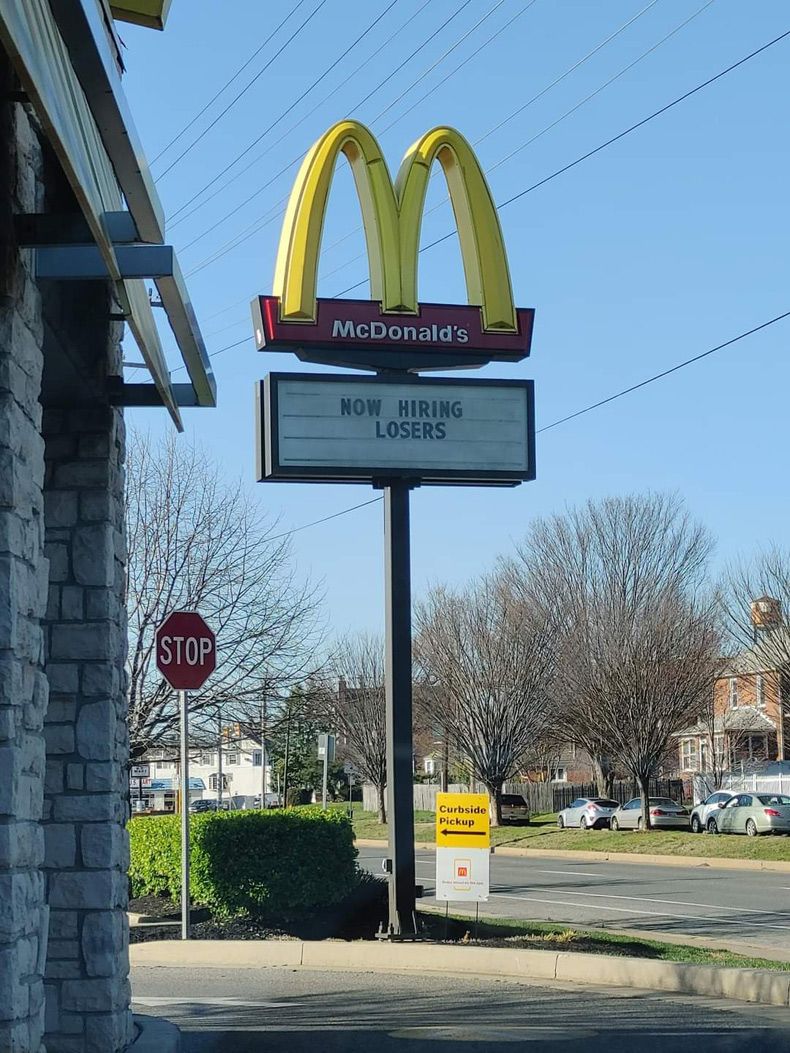 McDonald's
NOW HIRING
LOSERS
STOP
Curbside
Pickup